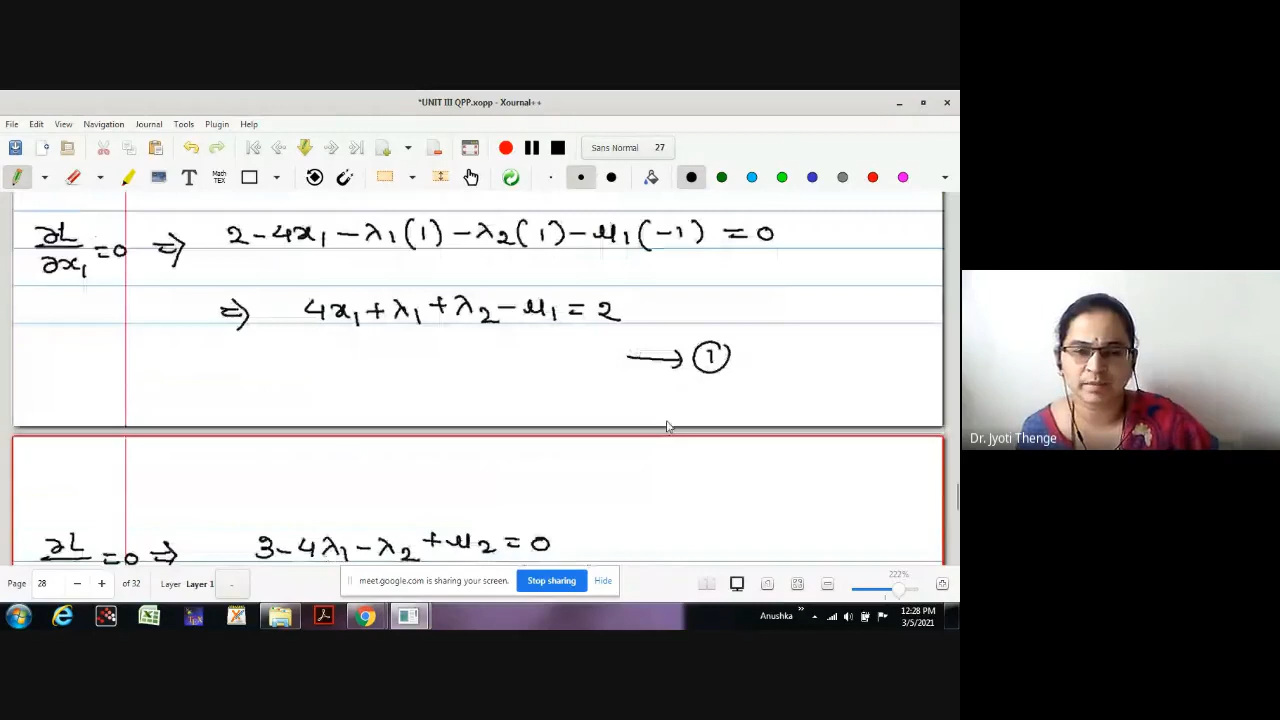 *UNIT III QPP.xopp - Xournal++
File Edit View Navigation Journal Tools Plugin Help
Sans Normal 27
Math TEX
∂L/∂x₁ = 0 ⇒ 2 - 4x₁ - λ₁(1) - λ₂(1) - μ₁(-1) = 0
⇒ 4x₁ + λ₁ + λ₂ - μ₁ = 2
⟶ ①
∂L = 0 ⇒ 3 - 4λ₁ - λ₂ + μ₂ = 0
Dr. Jyoti Thenge
Page 28 of 32 Layer Layer 1
meet.google.com is sharing your screen. Stop sharing Hide
222%
Anushka
12:28 PM
3/5/2021